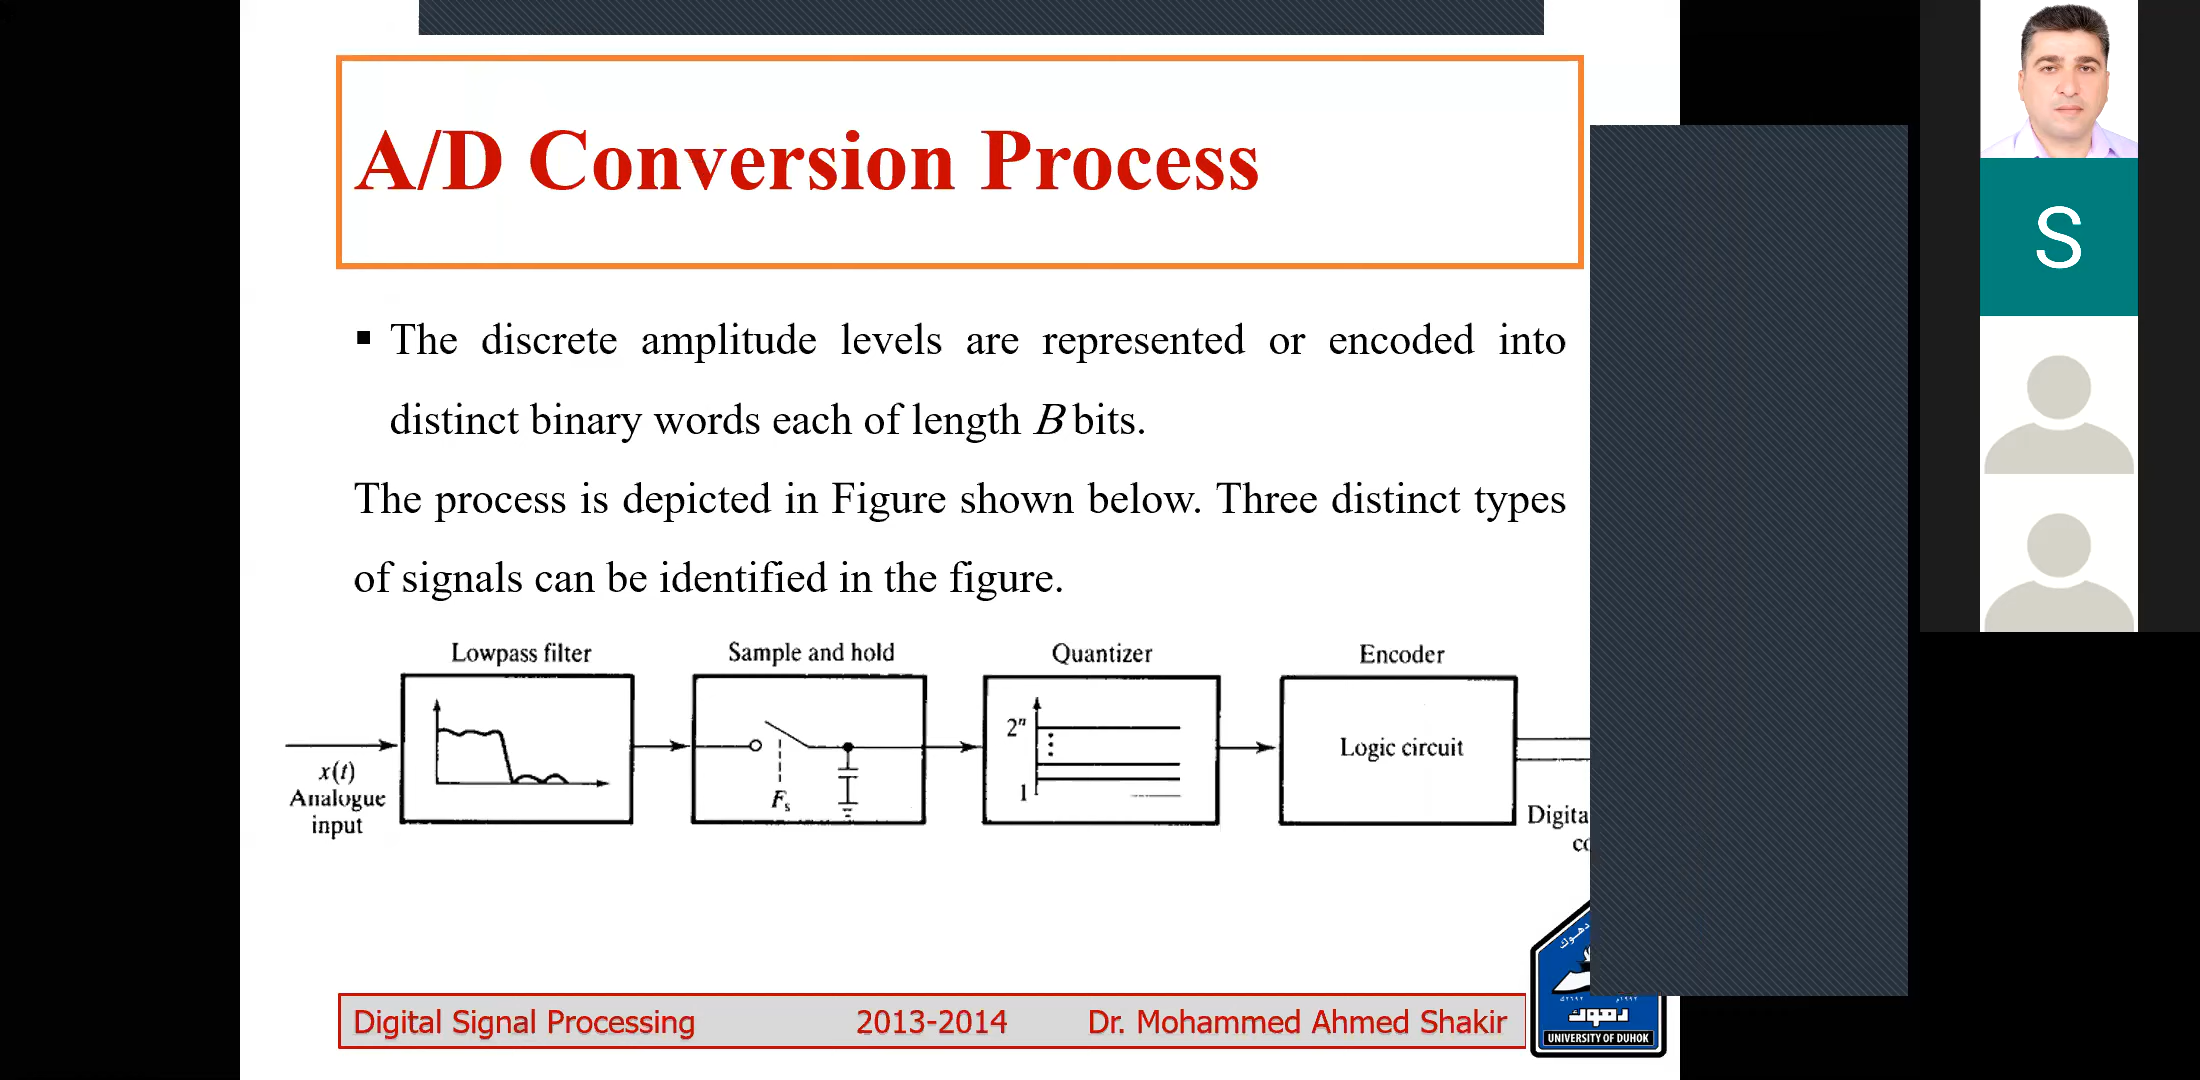 A/D Conversion Process
S
▪ The discrete amplitude levels are represented or encoded into
distinct binary words each of length B bits.
The process is depicted in Figure shown below. Three distinct types
of signals can be identified in the figure.
Lowpass filter
Sample and hold
Quantizer
Encoder
x(t)
Analogue
input
Fs
2ⁿ
1
Logic circuit
Digita
co
دهوك
UNIVERSITY OF DUHOK
Digital Signal Processing 2013-2014 Dr. Mohammed Ahmed Shakir